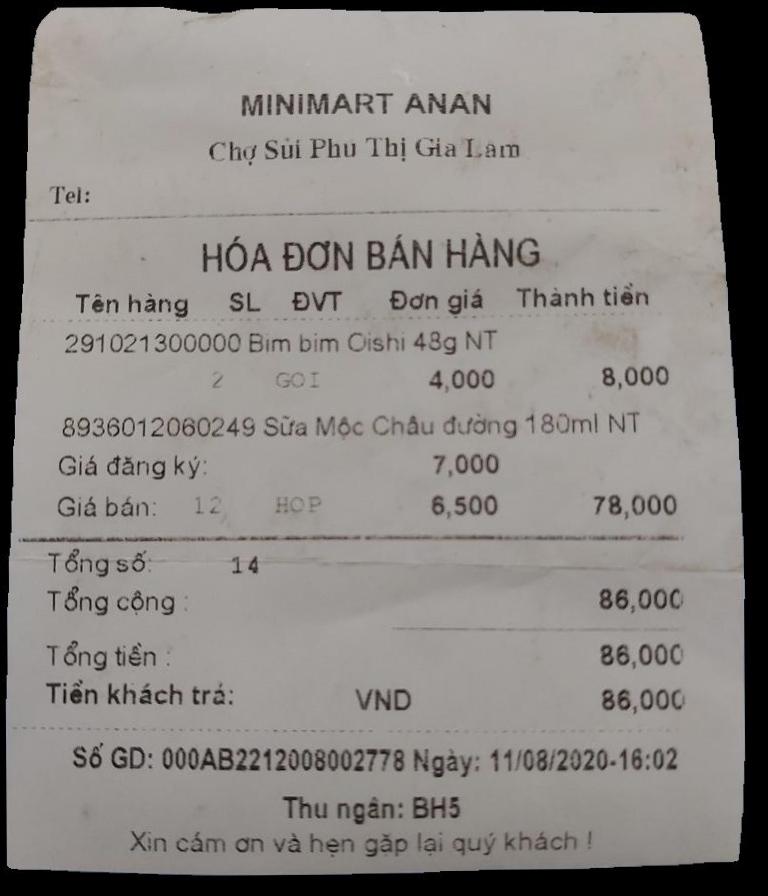 MINIMART ANAN
Chợ Sủi Phú Thị Gia Lâm
Tel:
HÓA ĐƠN BÁN HÀNG
Tên hàng SL ĐVT Đơn giá Thành tiền
291021300000 Bim bim Oishi 48g NT
2 GOI 4,000 8,000
8936012060249 Sữa Mộc Châu đường 180ml NT
Giá đăng ký: 7,000
Giá bán: 12 HOP 6,500 78,000
Tổng số: 14
Tổng cộng : 86,000
Tổng tiền : 86,000
Tiền khách trả: VND 86,000
Số GD: 000AB2212008002778 Ngày: 11/08/2020-16:02
Thu ngân: BH5
Xin cám ơn và hẹn gặp lại quý khách !